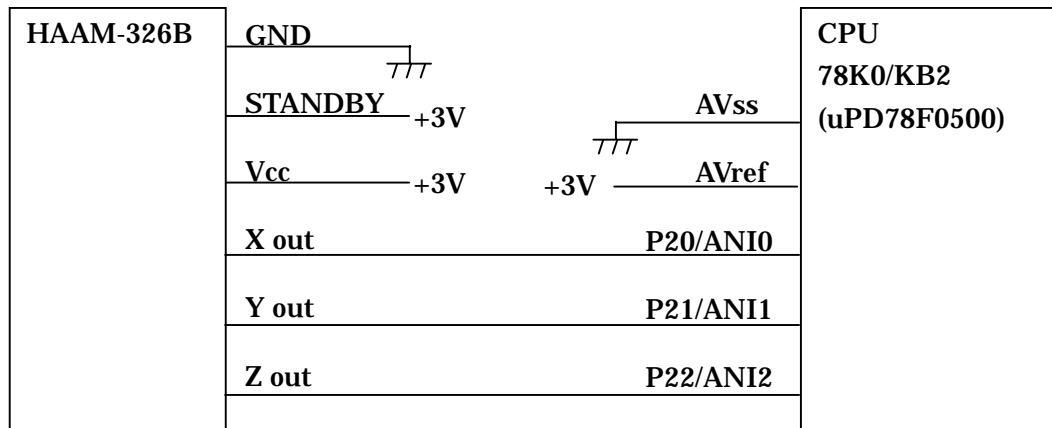 HAAM-326B
GND
STANDBY
+3V
Vcc
+3V
X out
Y out
Z out
AVss
+3V
AVref
P20/ANI0
P21/ANI1
P22/ANI2
CPU
78K0/KB2
(uPD78F0500)